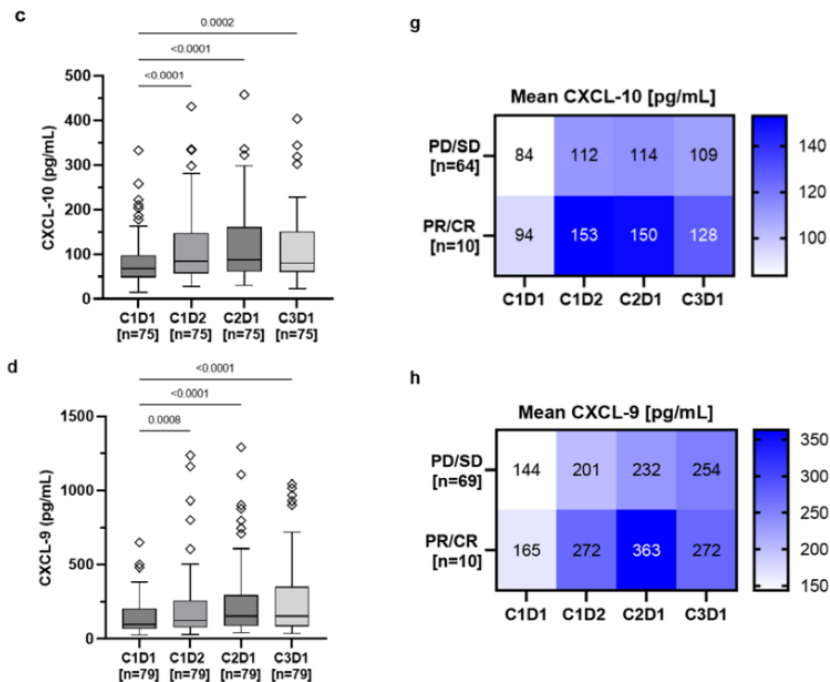 c
0.0002
<0.0001
<0.0001
CXCL-10 (pg/mL)
500
400
300
200
100
0
C1D1 C1D2 C2D1 C3D1
[n=75] [n=75] [n=75] [n=75]
g
Mean CXCL-10 [pg/mL]
PD/SD
[n=64]
84 112 114 109
PR/CR
[n=10]
94 153 150 128
C1D1 C1D2 C2D1 C3D1
140
120
100
d
<0.0001
<0.0001
0.0008
CXCL-9 (pg/mL)
1500
1000
500
0
C1D1 C1D2 C2D1 C3D1
[n=79] [n=79] [n=79] [n=79]
h
Mean CXCL-9 [pg/mL]
PD/SD
[n=69]
144 201 232 254
PR/CR
[n=10]
165 272 363 272
C1D1 C1D2 C2D1 C3D1
350
300
250
200
150